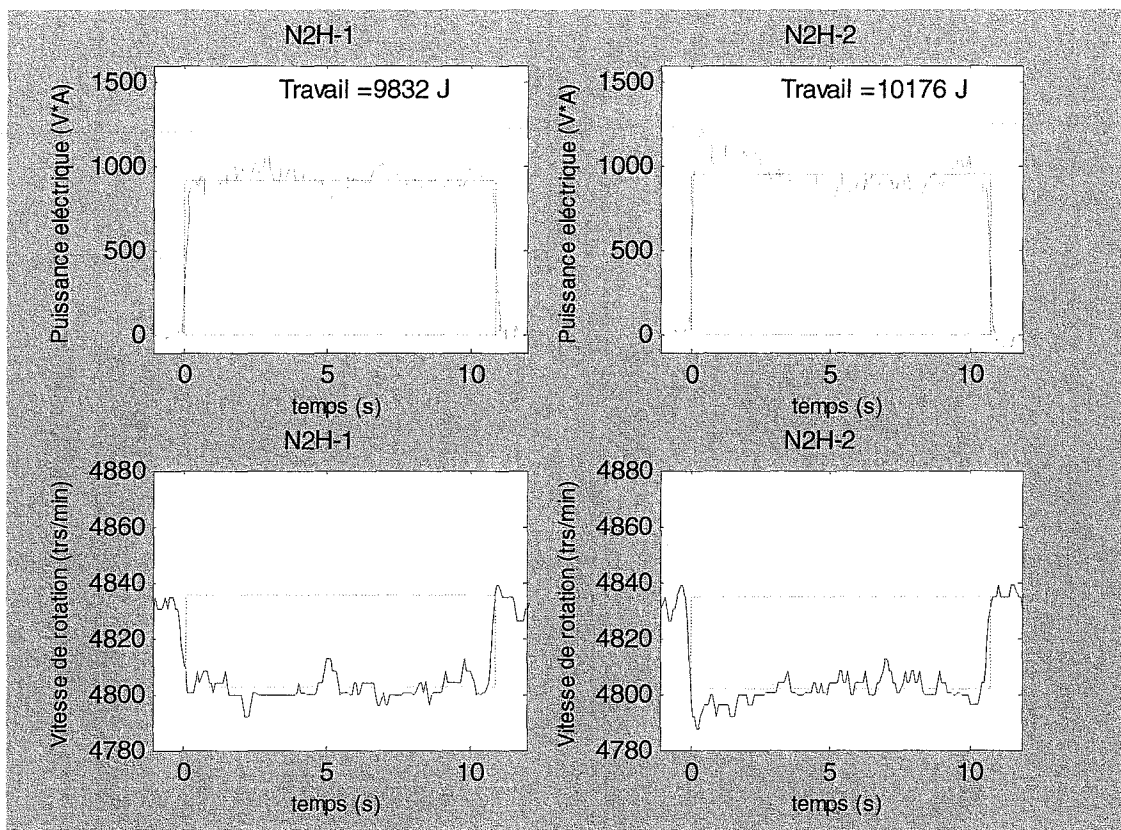 N2H-1
Travail =9832 J
Puissance eléctrique (V*A)
1500
1000
500
0
0 5 10
temps (s)
N2H-2
Travail =10176 J
Puissance eléctrique (V*A)
1500
1000
500
0
0 5 10
temps (s)
N2H-1
Vitesse de rotation (trs/min)
4880
4860
4840
4820
4800
4780
0 5 10
temps (s)
N2H-2
Vitesse de rotation (trs/min)
4880
4860
4840
4820
4800
4780
0 5 10
temps (s)